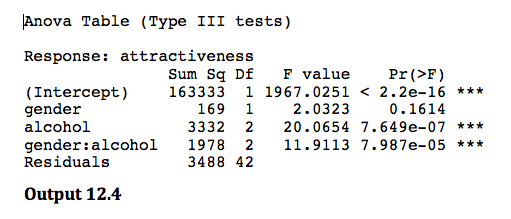 Anova Table (Type III tests)
Response: attractiveness
Sum Sq Df F value Pr(>F)
(Intercept) 163333 1 1967.0251 < 2.2e-16 ***
gender 169 1 2.0323 0.1614
alcohol 3332 2 20.0654 7.649e-07 ***
gender:alcohol 1978 2 11.9113 7.987e-05 ***
Residuals 3488 42
Output 12.4